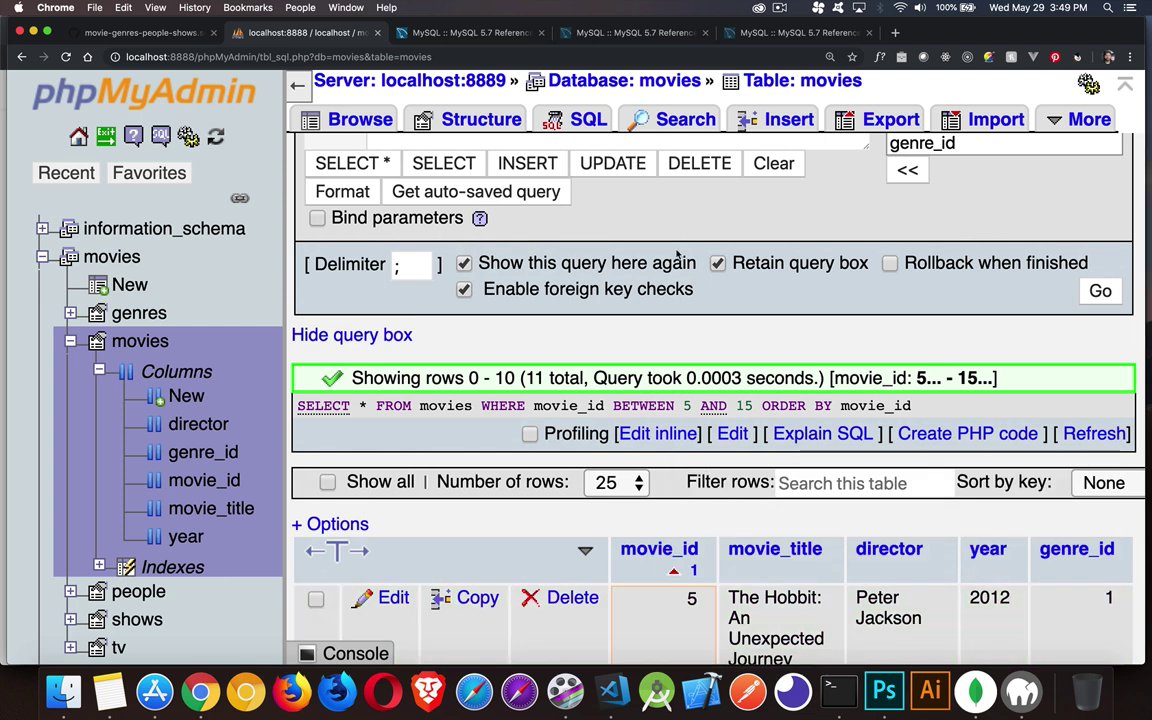 Chrome File Edit View History Bookmarks People Window Help 100% Wed May 29 3:49 PM
movie-genres-people-shows.s localhost:8888 / localhost / mo MySQL :: MySQL 5.7 Referenc MySQL :: MySQL 5.7 Referenc MySQL :: MySQL 5.7 Referenc
localhost:8888/phpMyAdmin/tbl_sql.php?db=movies&table=movies
phpMyAdmin
Recent Favorites
information_schema
movies
New
genres
movies
Columns
New
director
genre_id
movie_id
movie_title
year
Indexes
people
shows
tv
Server: localhost:8889 » Database: movies » Table: movies
Browse Structure SQL Search Insert Export Import More
genre_id
SELECT * SELECT INSERT UPDATE DELETE Clear <<
Format Get auto-saved query
Bind parameters
[ Delimiter ; ] Show this query here again Retain query box Rollback when finished
Enable foreign key checks Go
Hide query box
Showing rows 0 - 10 (11 total, Query took 0.0003 seconds.) [movie_id: 5... - 15...]
SELECT * FROM movies WHERE movie_id BETWEEN 5 AND 15 ORDER BY movie_id
Profiling [Edit inline] [ Edit ] [ Explain SQL ] [ Create PHP code ] [ Refresh]
Show all | Number of rows: 25 Filter rows: Search this table Sort by key: None
+ Options
←T→ movie_id 1 movie_title director year genre_id
Edit Copy Delete 5 The Hobbit: An Unexpected Journey Peter Jackson 2012 1
Console